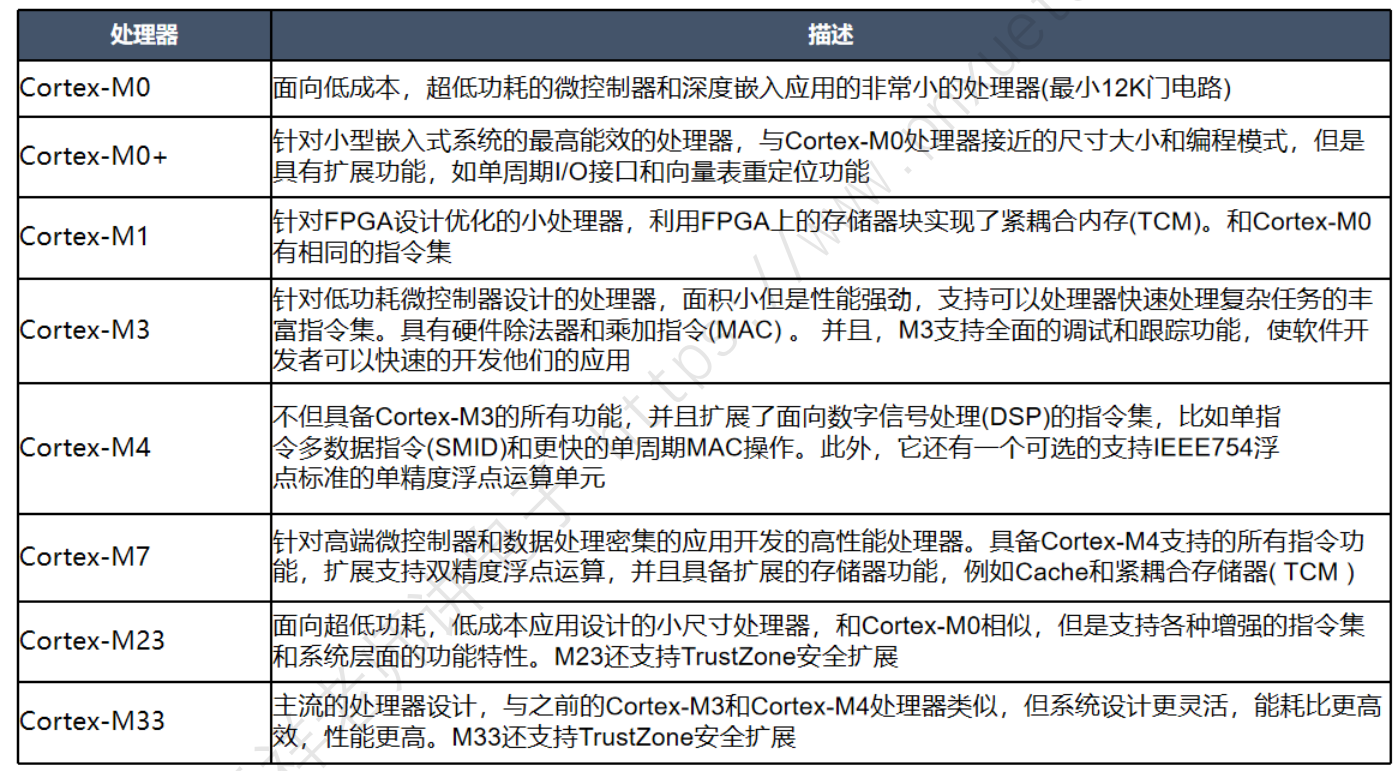 处理器 描述
Cortex-M0 面向低成本，超低功耗的微控制器和深度嵌入应用的非常小的处理器(最小12K门电路)
Cortex-M0+ 针对小型嵌入式系统的最高能效的处理器，与Cortex-M0处理器接近的尺寸大小和编程模式，但是
具有扩展功能，如单周期I/O接口和向量表重定位功能
Cortex-M1 针对FPGA设计优化的小处理器，利用FPGA上的存储器块实现了紧耦合内存(TCM)。和Cortex-M0
有相同的指令集
Cortex-M3 针对低功耗微控制器设计的处理器，面积小但是性能强劲，支持可以处理器快速处理复杂任务的丰
富指令集。具有硬件除法器和乘加指令(MAC) 。 并且，M3支持全面的调试和跟踪功能，使软件开
发者可以快速的开发他们的应用
Cortex-M4 不但具备Cortex-M3的所有功能，并且扩展了面向数字信号处理(DSP)的指令集，比如单指
令多数据指令(SMID)和更快的单周期MAC操作。此外，它还有一个可选的支持IEEE754浮
点标准的单精度浮点运算单元
Cortex-M7 针对高端微控制器和数据处理密集的应用开发的高性能处理器。具备Cortex-M4支持的所有指令功
能，扩展支持双精度浮点运算，并且具备扩展的存储器功能，例如Cache和紧耦合存储器( TCM )
Cortex-M23 面向超低功耗，低成本应用设计的小尺寸处理器，和Cortex-M0相似，但是支持各种增强的指令集
和系统层面的功能特性。M23还支持TrustZone安全扩展
Cortex-M33 主流的处理器设计，与之前的Cortex-M3和Cortex-M4处理器类似，但系统设计更灵活，能耗比更高
效，性能更高。M33还支持TrustZone安全扩展